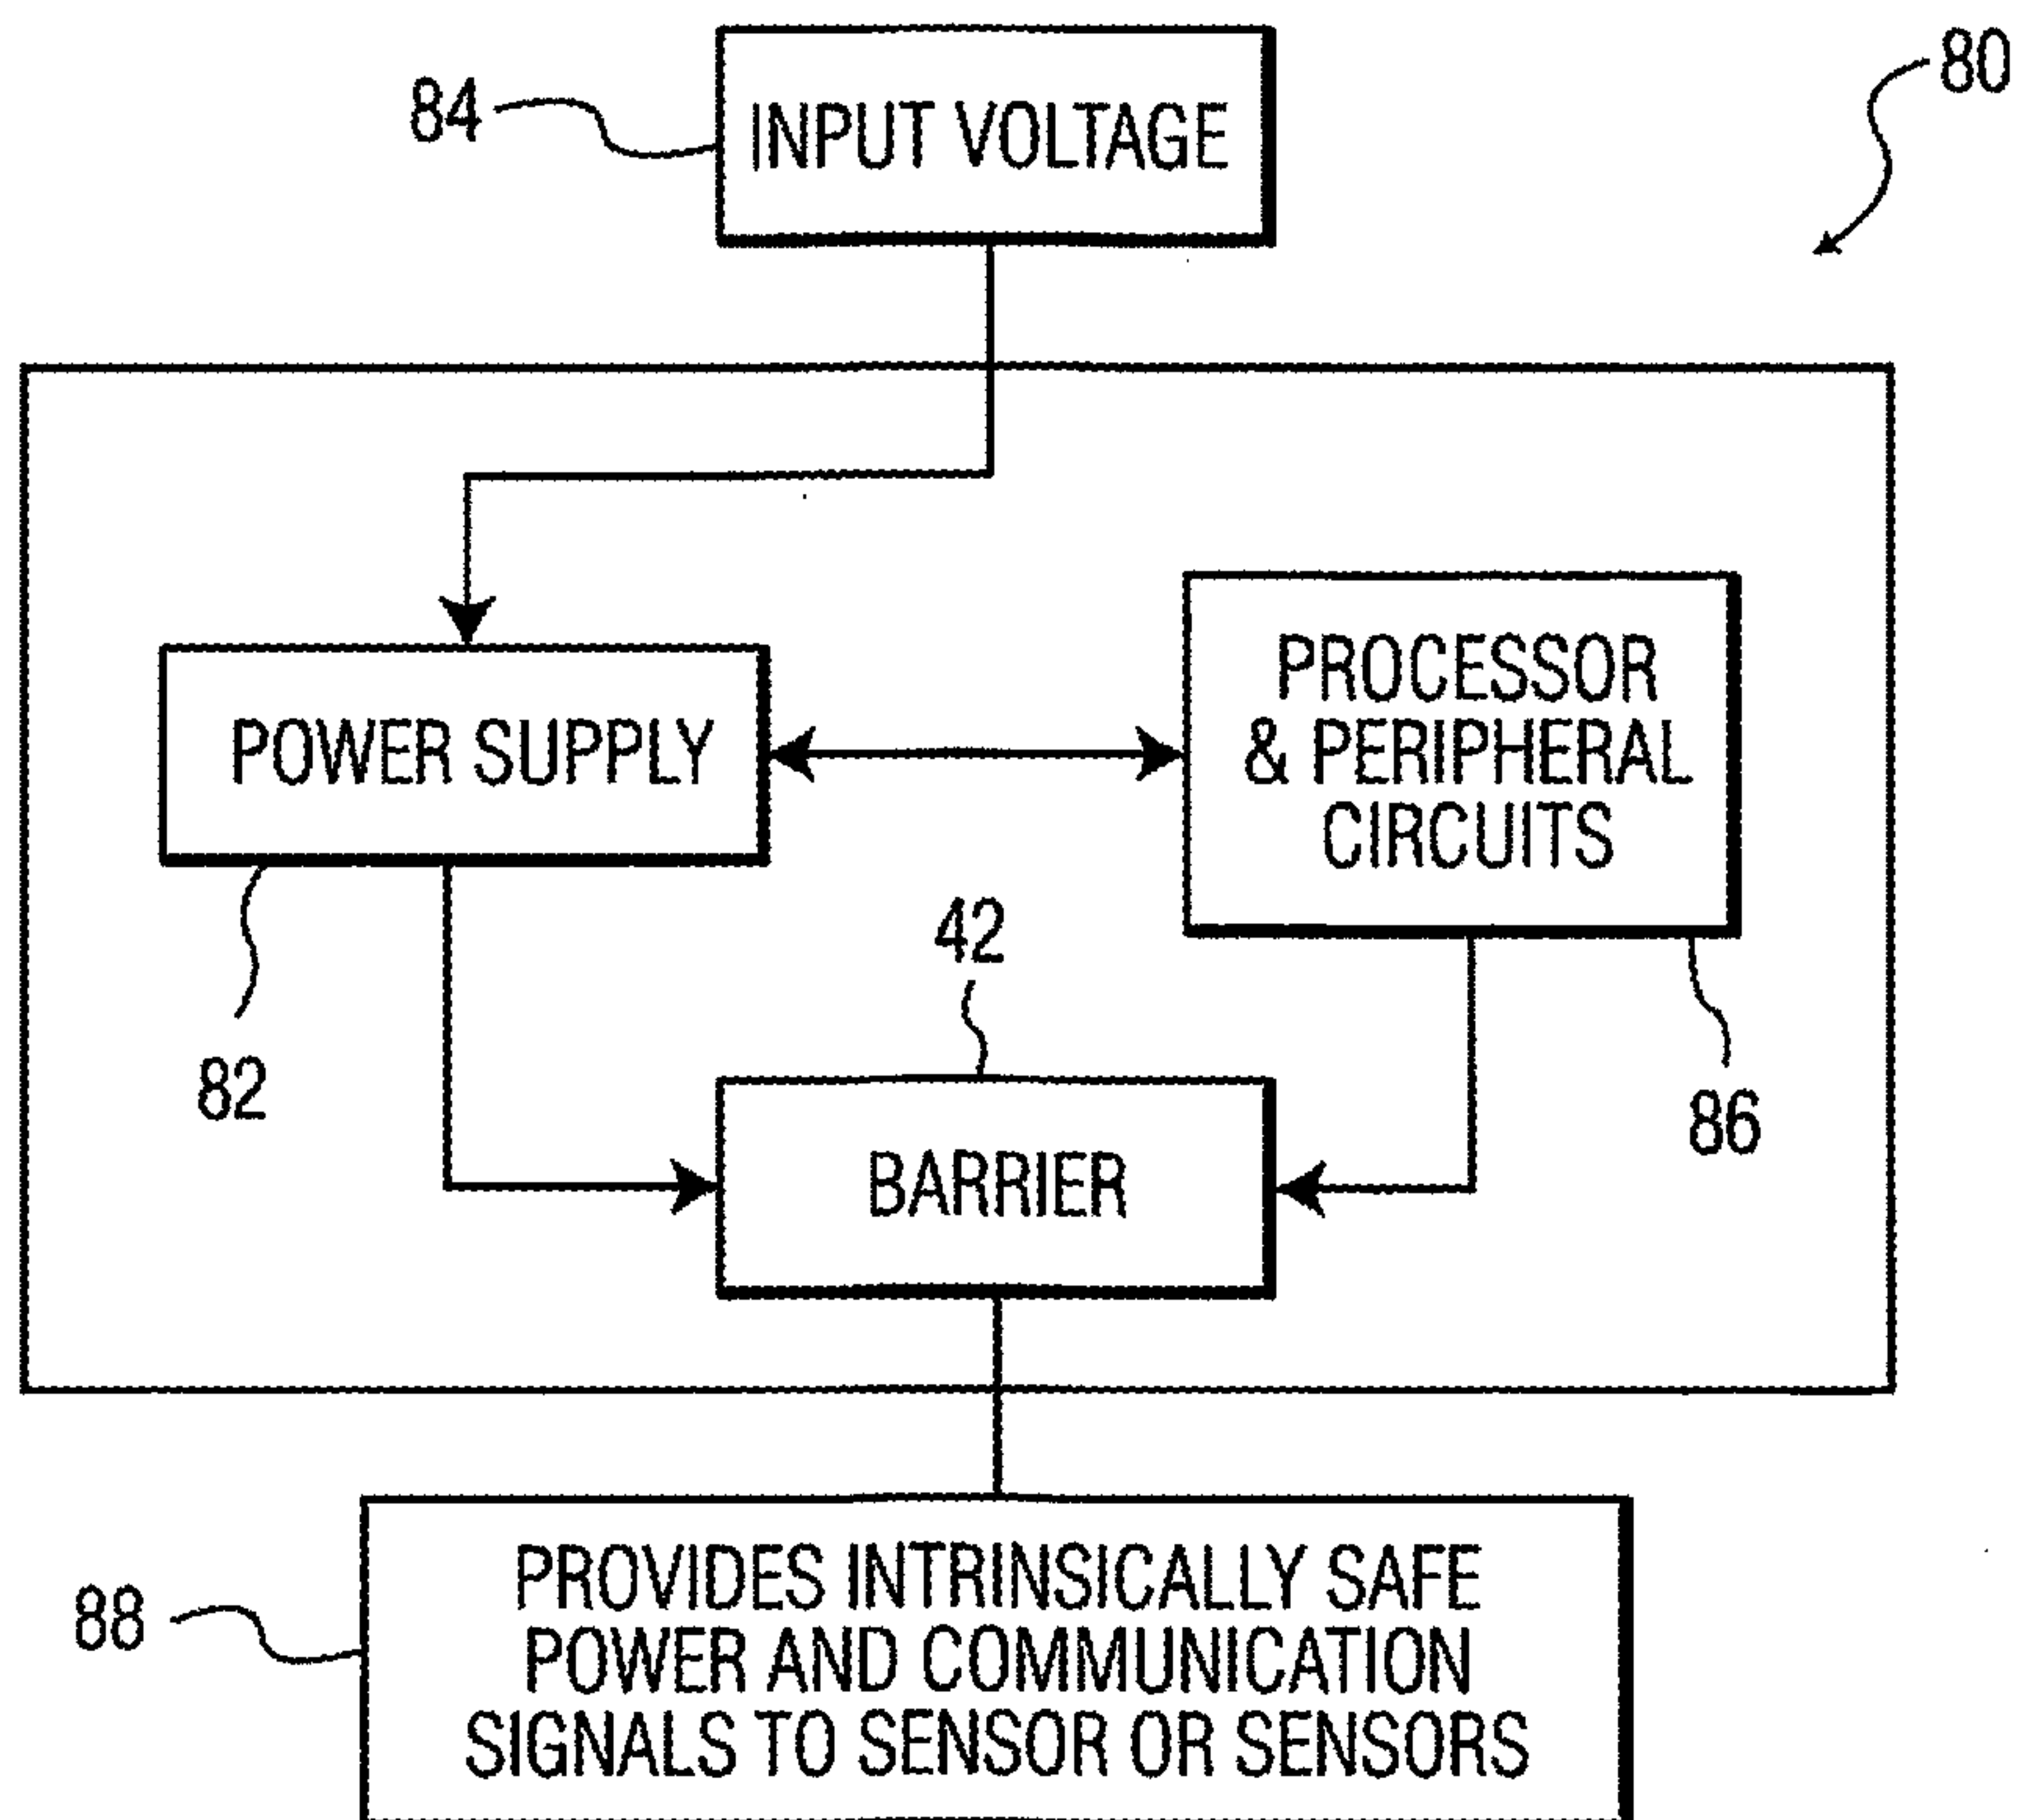 80
84
INPUT VOLTAGE
PROCESSOR
& PERIPHERAL
CIRCUITS
POWER SUPPLY
42
82
86
BARRIER
88
PROVIDES INTRINSICALLY SAFE
POWER AND COMMUNICATION
SIGNALS TO SENSOR OR SENSORS